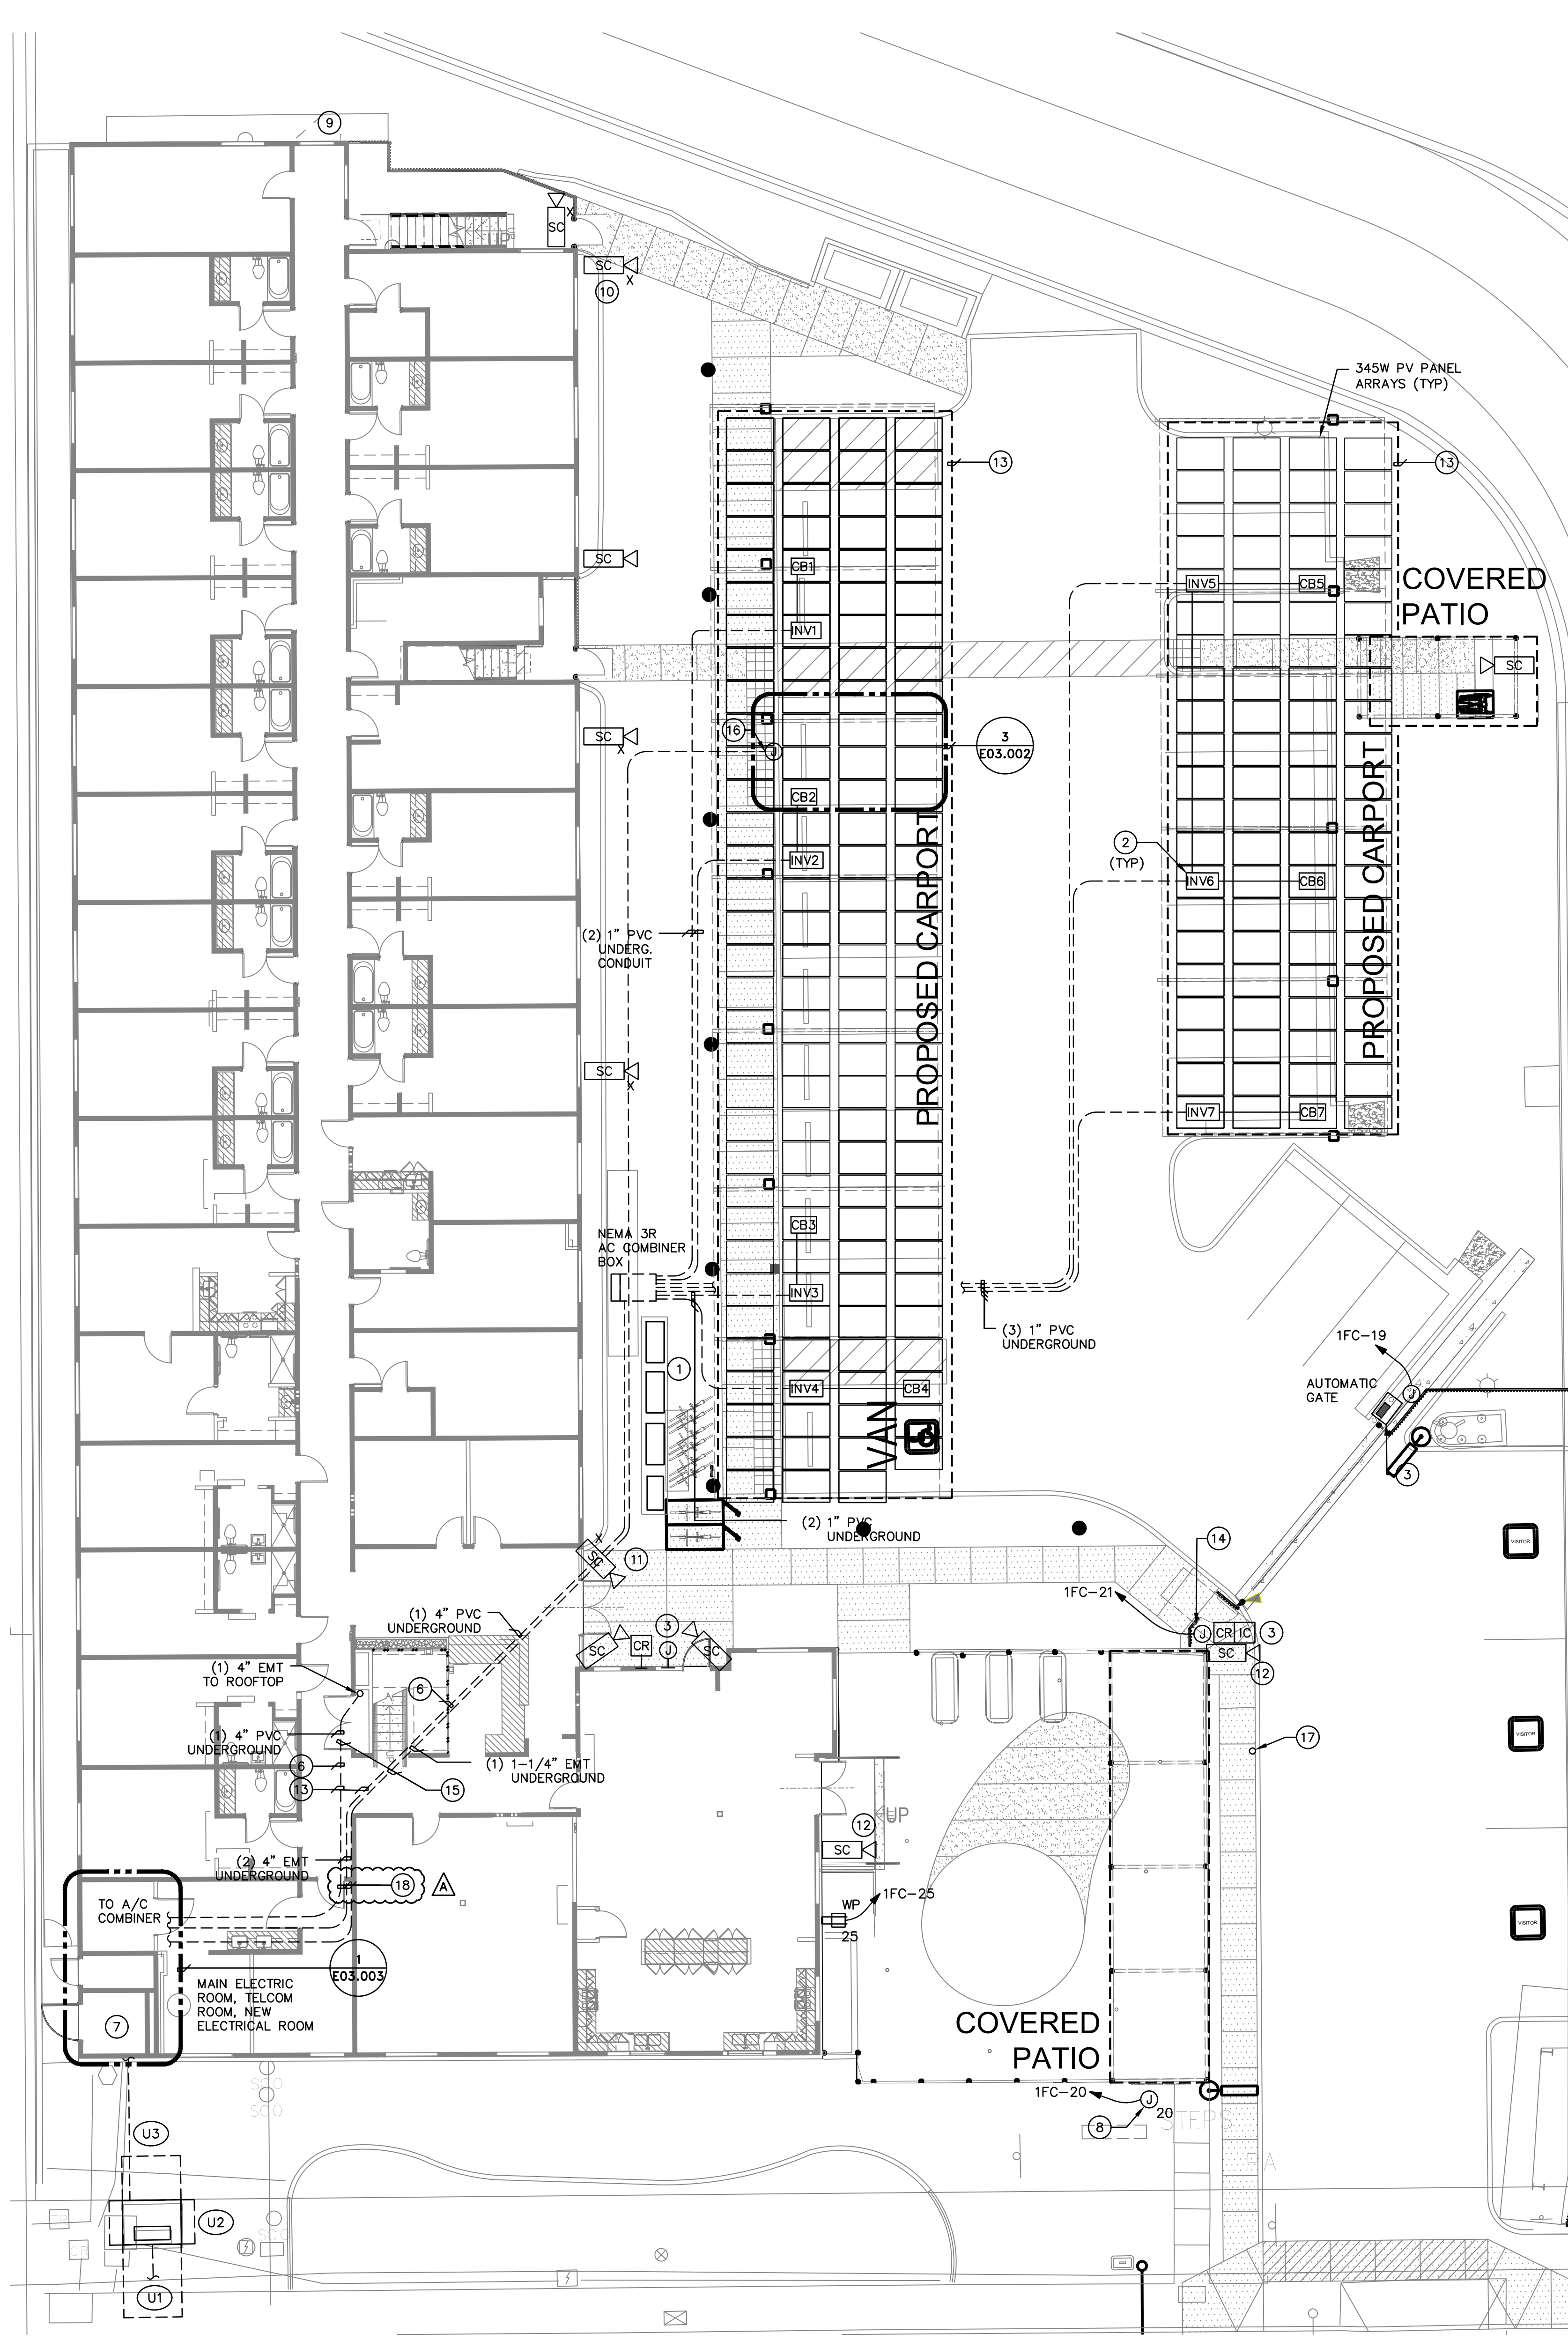 9
SC
X
SC
X
10
345W PV PANEL
ARRAYS (TYP)
13
13
SC
CB1
INV5
CB5
COVERED
PATIO
INV1
SC
SC
X
16
J
3
E03.002
CB2
INV2
2
(TYP)
INV6
CB6
PROPOSED CARPORT
PROPOSED CARPORT
(2) 1" PVC
UNDERG.
CONDUIT
SC
X
INV7
CB7
CB3
NEMA 3R
AC COMBINER
BOX
INV3
(3) 1" PVC
UNDERGROUND
1
INV4
CB4
VAN
1FC-19
AUTOMATIC
GATE
J
3
(2) 1" PVC
UNDERGROUND
X
SC
11
14
VISITOR
1FC-21
J
CR
IC
3
SC
12
(1) 4" PVC
UNDERGROUND
3
SC
CR
J
SC
(1) 4" EMT
TO ROOFTOP
6
(1) 4" PVC
UNDERGROUND
6
13
15
(1) 1-1/4" EMT
UNDERGROUND
17
VISITOR
UP
12
SC
(2) 4" EMT
UNDERGROUND
18
A
TO A/C
COMBINER
WP
1FC-25
25
VISITOR
1
E03.003
MAIN ELECTRIC
ROOM, TELCOM
ROOM, NEW
ELECTRICAL ROOM
7
COVERED
PATIO
1FC-20
J
20
8
STEPS
SCO
SCO
U3
U2
TR
CR
SCO
U1